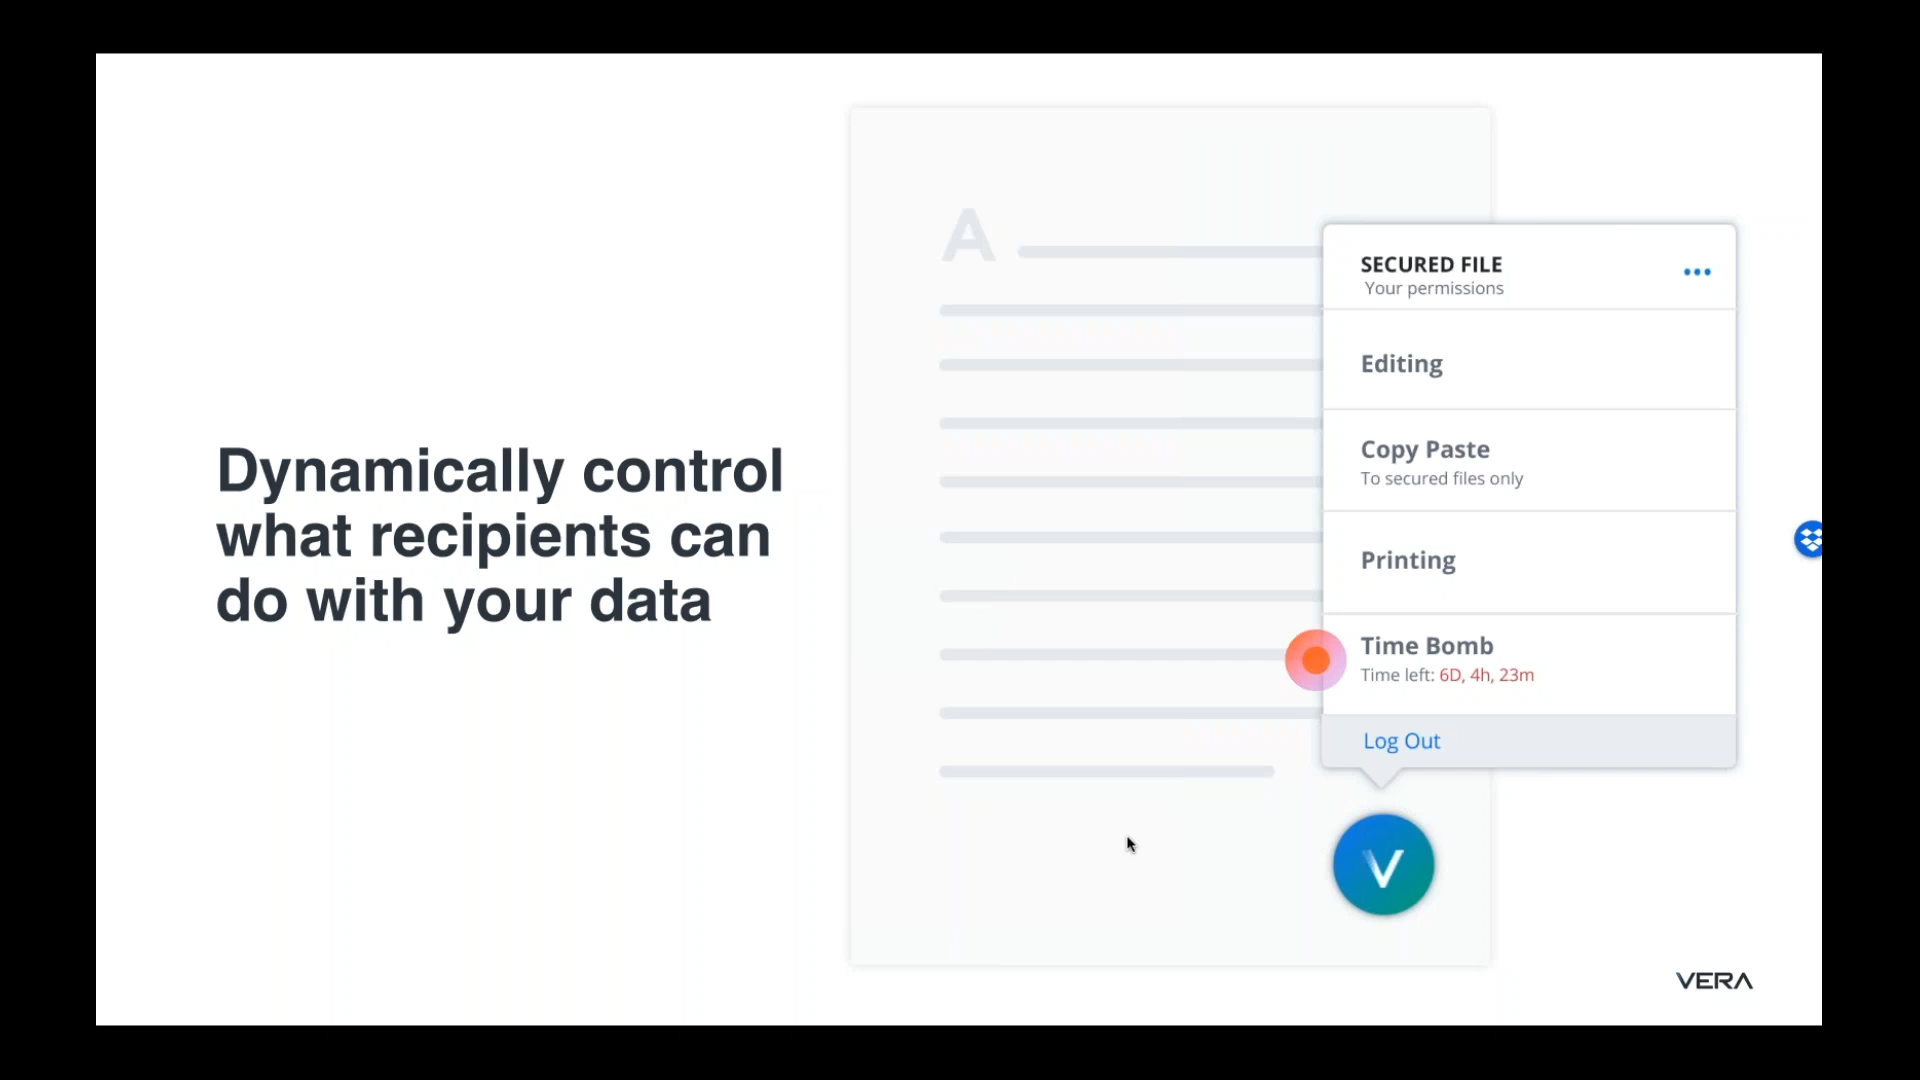 Dynamically control
what recipients can
do with your data
A
SECURED FILE
Your permissions
Editing
Copy Paste
To secured files only
Printing
Time Bomb
Time left: 6D, 4h, 23m
Log Out
V
VERA